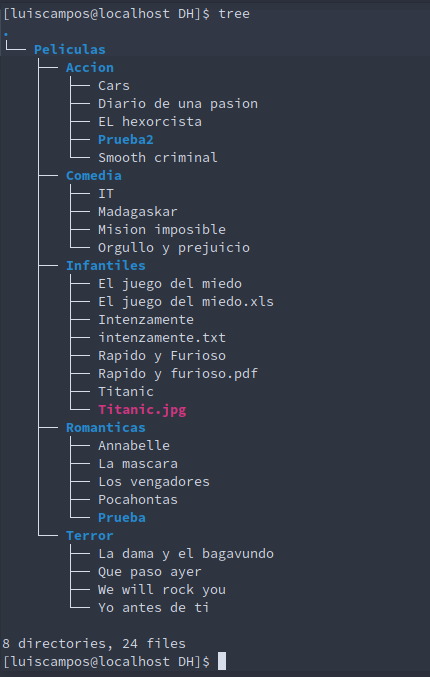 [luiscampos@localhost DH]$ tree
.
└── Peliculas
    ├── Accion
    │   ├── Cars
    │   ├── Diario de una pasion
    │   ├── EL hexorcista
    │   ├── Prueba2
    │   └── Smooth criminal
    ├── Comedia
    │   ├── IT
    │   ├── Madagaskar
    │   ├── Mision imposible
    │   └── Orgullo y prejuicio
    ├── Infantiles
    │   ├── El juego del miedo
    │   ├── El juego del miedo.xls
    │   ├── Intenzamente
    │   ├── intenzamente.txt
    │   ├── Rapido y Furioso
    │   ├── Rapido y furioso.pdf
    │   ├── Titanic
    │   └── Titanic.jpg
    ├── Romanticas
    │   ├── Annabelle
    │   ├── La mascara
    │   ├── Los vengadores
    │   ├── Pocahontas
    │   └── Prueba
    └── Terror
        ├── La dama y el bagavundo
        ├── Que paso ayer
        ├── We will rock you
        └── Yo antes de ti

8 directories, 24 files
[luiscampos@localhost DH]$